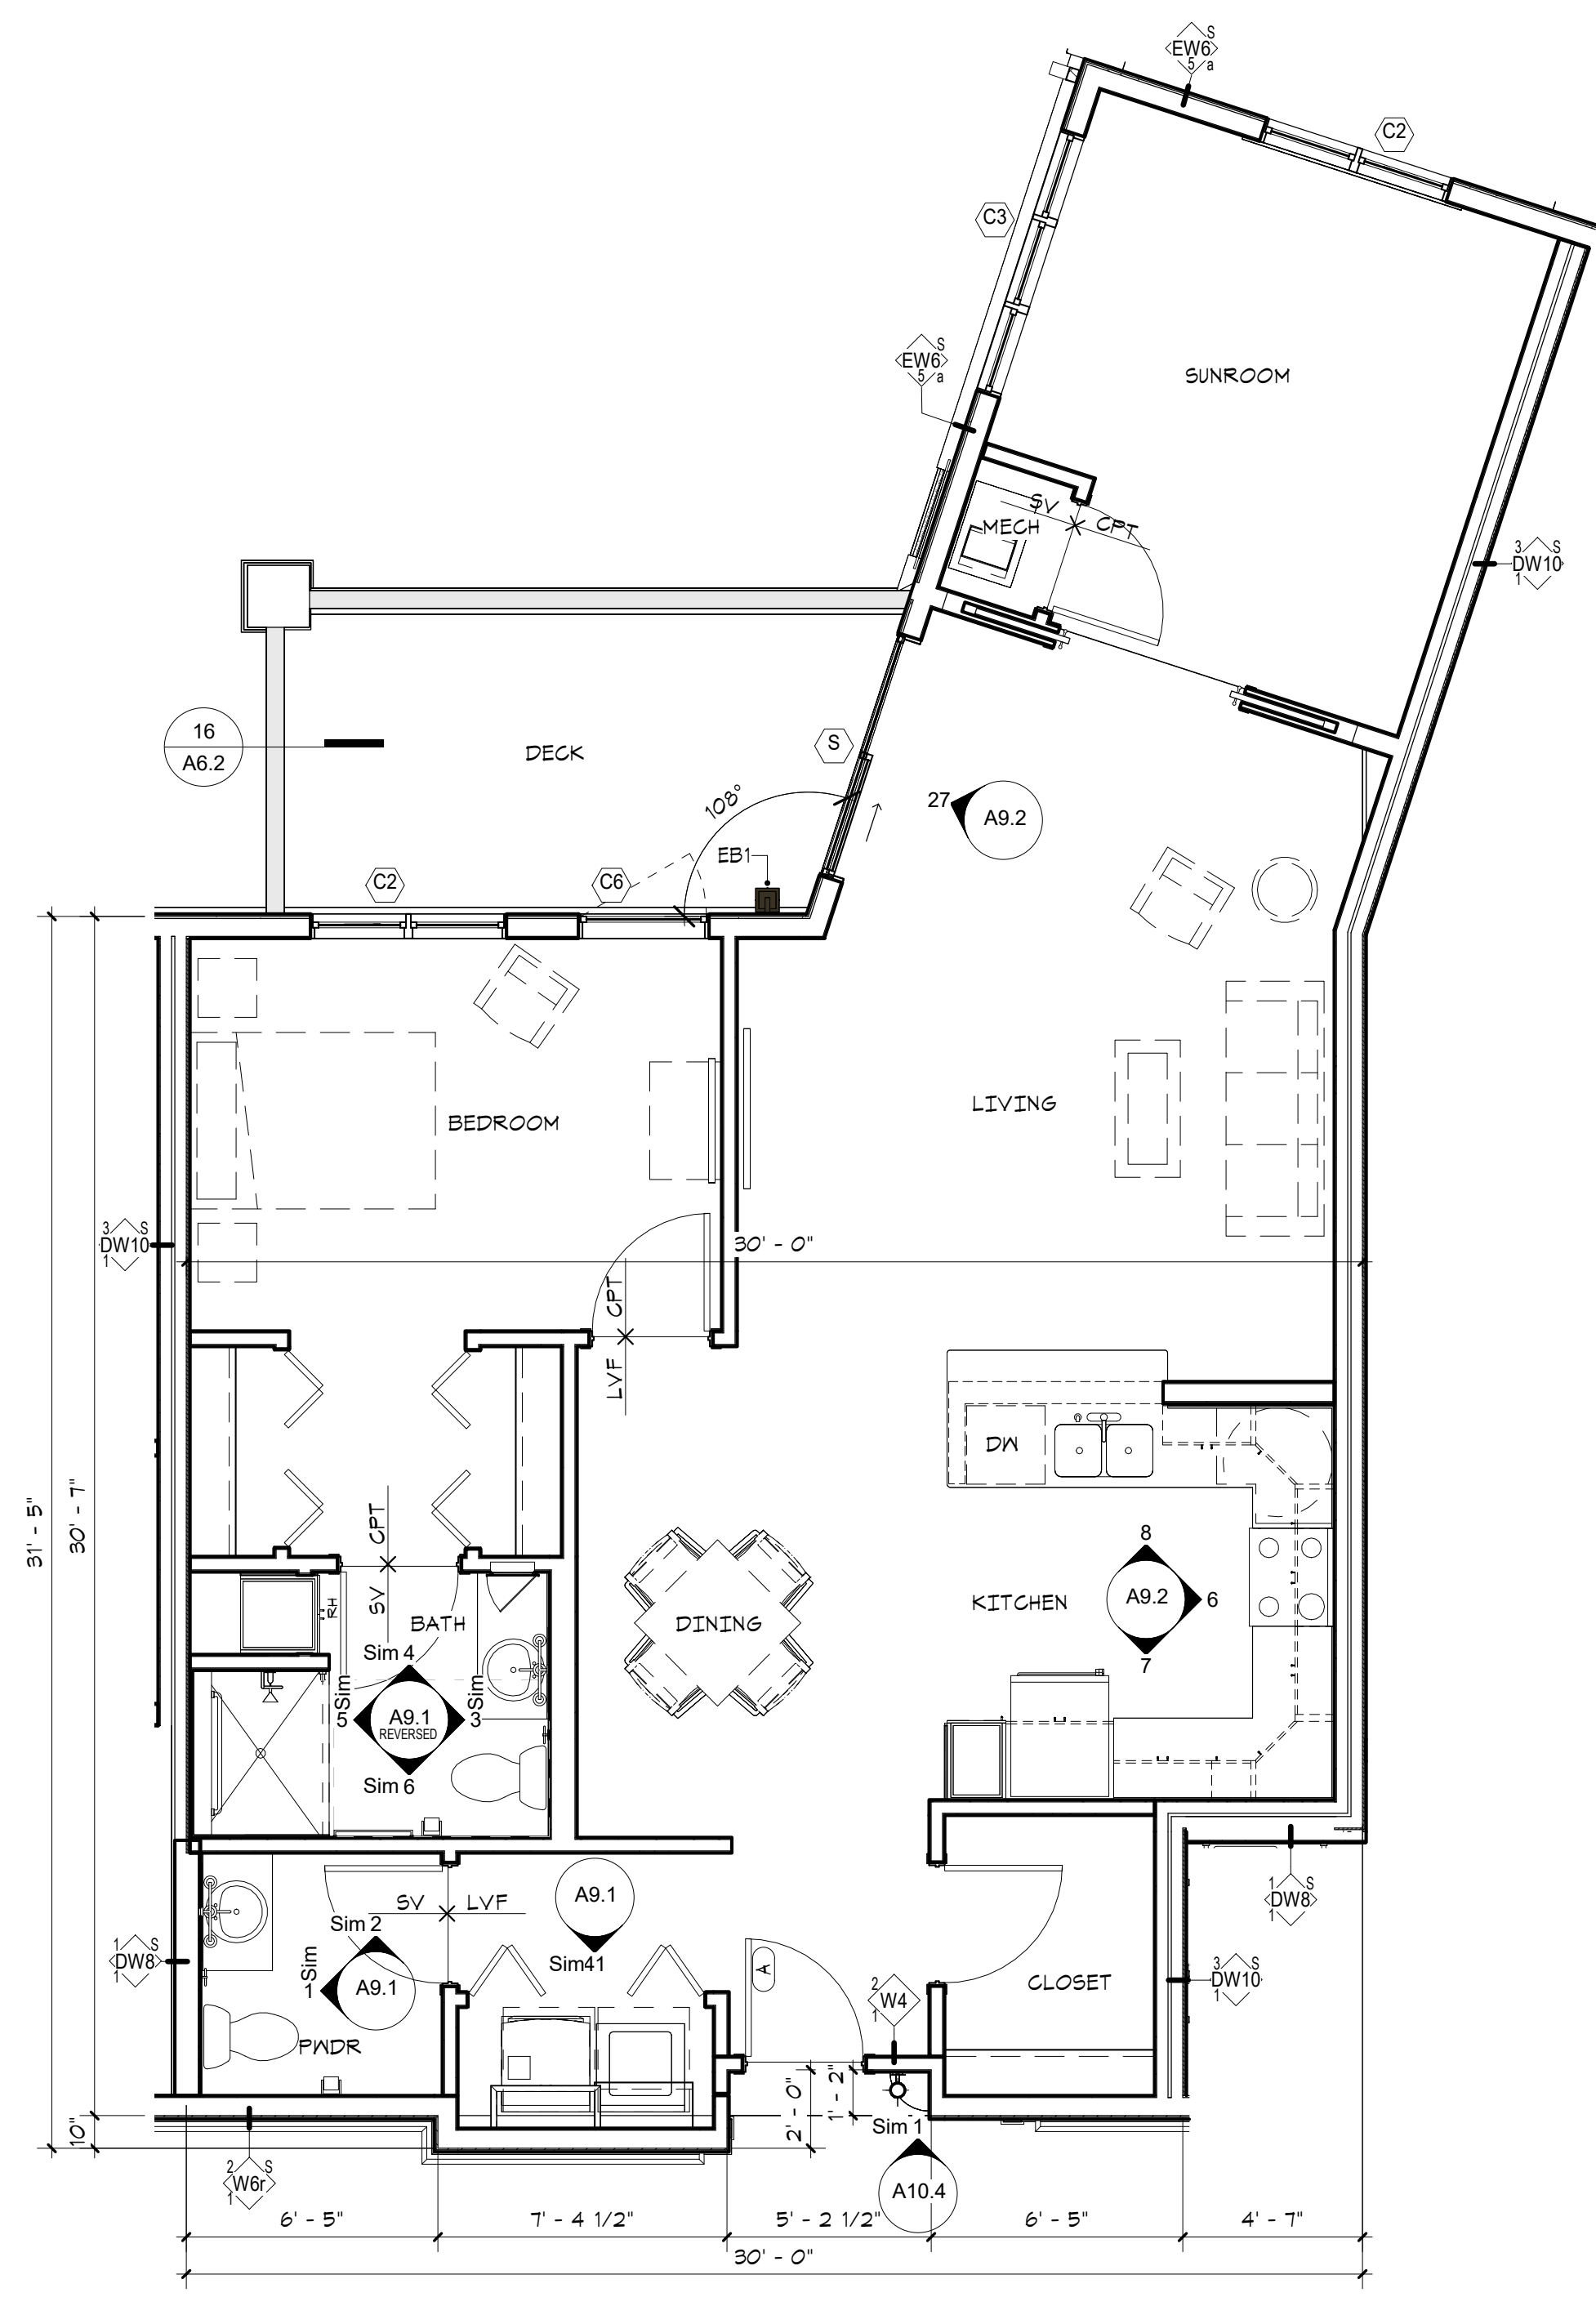 S
EW6
5 a
C2
C3
S
EW6
5 a
SUNROOM
SV
MECH
CPT
3 S
DW10
1
16
A6.2
DECK
S
108°
27
A9.2
EB1
C2
C6
BEDROOM
LIVING
3 S
DW10
1
30' - 0"
CPT
LVF
DW
31' - 5"
30' - 7"
CPT
SV
RH
BATH
DINING
KITCHEN
8
A9.2
6
7
Sim 4
Sim
5
A9.1
REVERSED
3
Sim
Sim 6
SV
LVF
A9.1
Sim41
Sim 2
Sim
1
A9.1
PWDR
1 S
DW8
1
A
2
W4
1
CLOSET
1 S
DW8
1
3 S
DW10
1
10"
2' - 0"
1' - 2"
Sim 1
A10.4
2 S
W6r
1
6' - 5"
7' - 4 1/2"
5' - 2 1/2"
6' - 5"
4' - 7"
30' - 0"